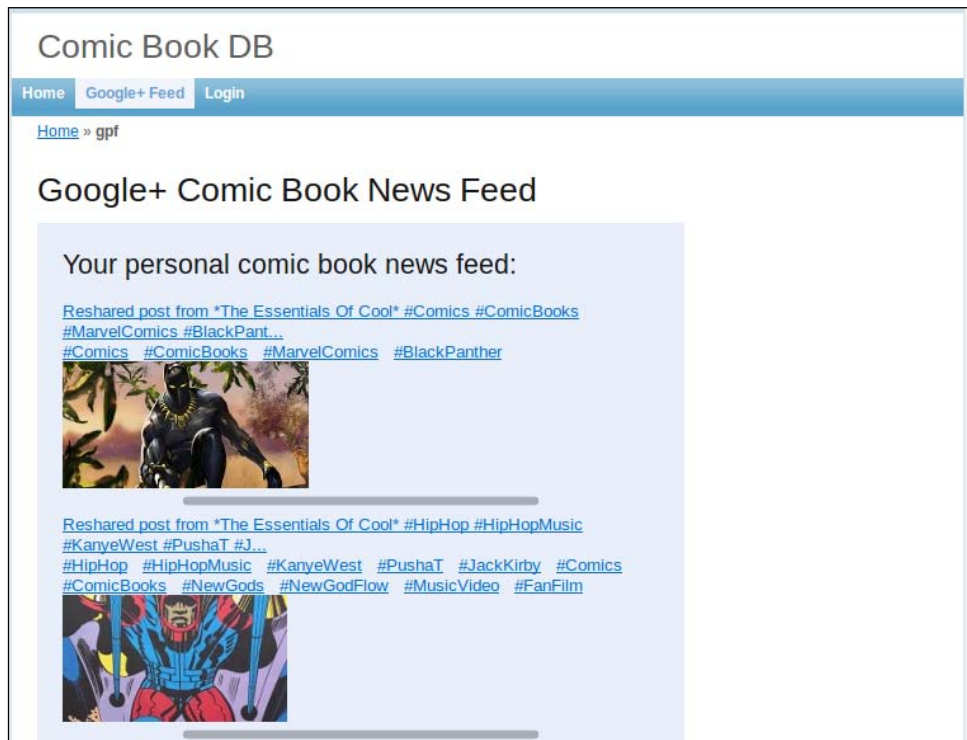 Comic Book DB
Home Google+ Feed Login
Home » gpf
Google+ Comic Book News Feed
Your personal comic book news feed:
Reshared post from *The Essentials Of Cool* #Comics #ComicBooks
#MarvelComics #BlackPant...
#Comics #ComicBooks #MarvelComics #BlackPanther
Reshared post from *The Essentials Of Cool* #HipHop #HipHopMusic
#KanyeWest #PushaT #J...
#HipHop #HipHopMusic #KanyeWest #PushaT #JackKirby #Comics
#ComicBooks #NewGods #NewGodFlow #MusicVideo #FanFilm